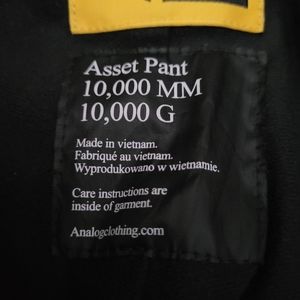 Asset Pant
10,000 MM
10,000 G
Made in vietnam.
Fabriqué au vietnam.
Wyprodukowano w wietnamie.
Care instructions are
inside of garment.
Analogclothing.com